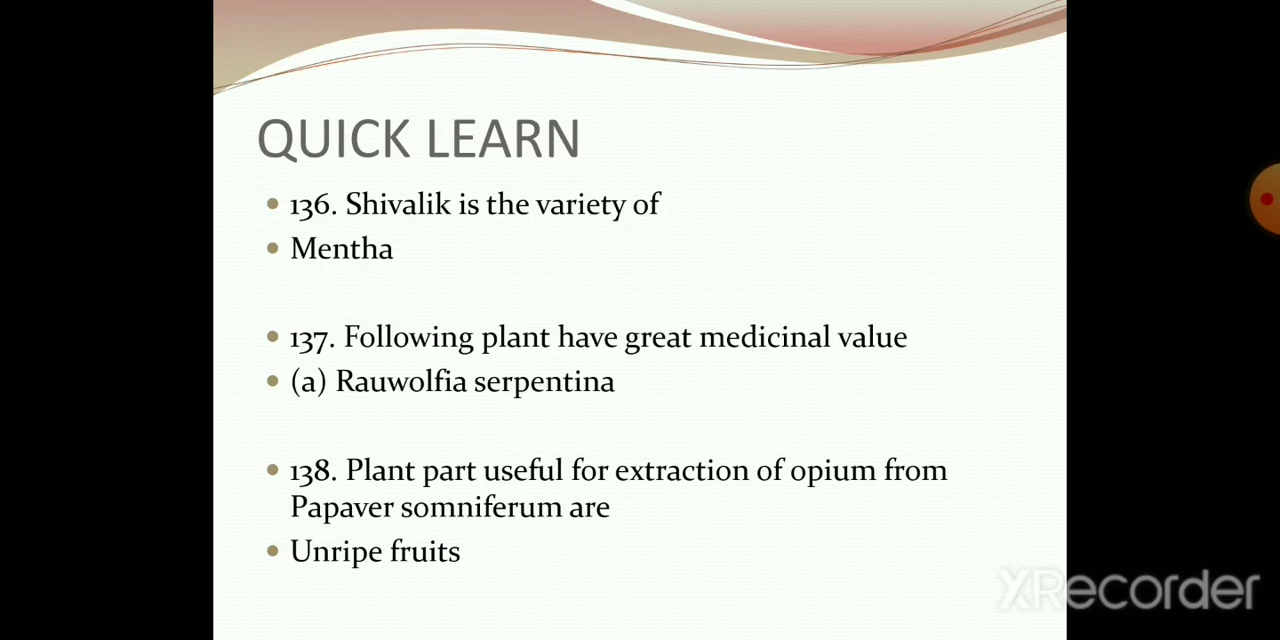 QUICK LEARN
136. Shivalik is the variety of
Mentha
137. Following plant have great medicinal value
(a) Rauwolfia serpentina
138. Plant part useful for extraction of opium from
Papaver somniferum are
Unripe fruits
XRecorder